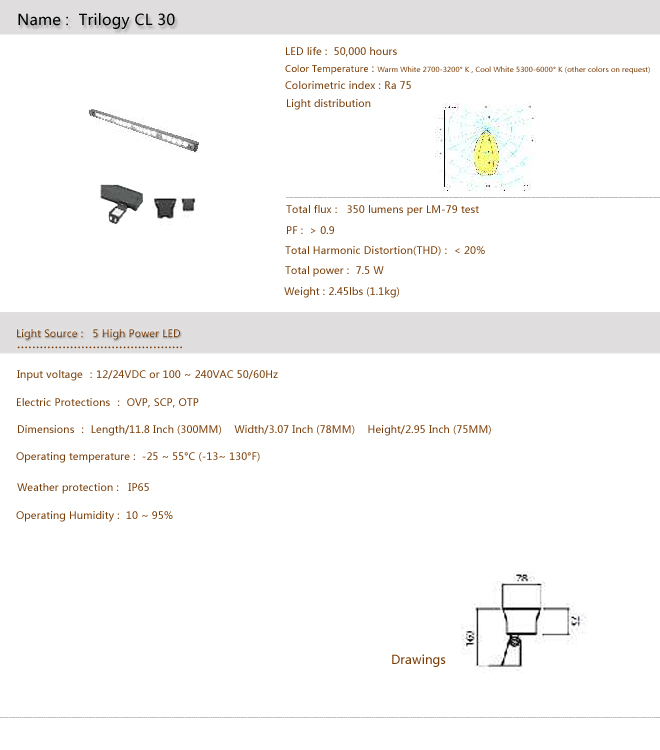 Name : Trilogy CL 30
LED life : 50,000 hours
Color Temperature : Warm White 2700-3200° K , Cool White 5300-6000° K (other colors on request)
Colorimetric index : Ra 75
Light distribution
Total flux : 350 lumens per LM-79 test
PF : > 0.9
Total Harmonic Distortion(THD) : < 20%
Total power : 7.5 W
Weight : 2.45lbs (1.1kg)
Light Source : 5 High Power LED
Input voltage : 12/24VDC or 100 ~ 240VAC 50/60Hz
Electric Protections : OVP, SCP, OTP
Dimensions : Length/11.8 Inch (300MM) Width/3.07 Inch (78MM) Height/2.95 Inch (75MM)
Operating temperature : -25 ~ 55°C (-13~ 130°F)
Weather protection : IP65
Operating Humidity : 10 ~ 95%
78
Drawings